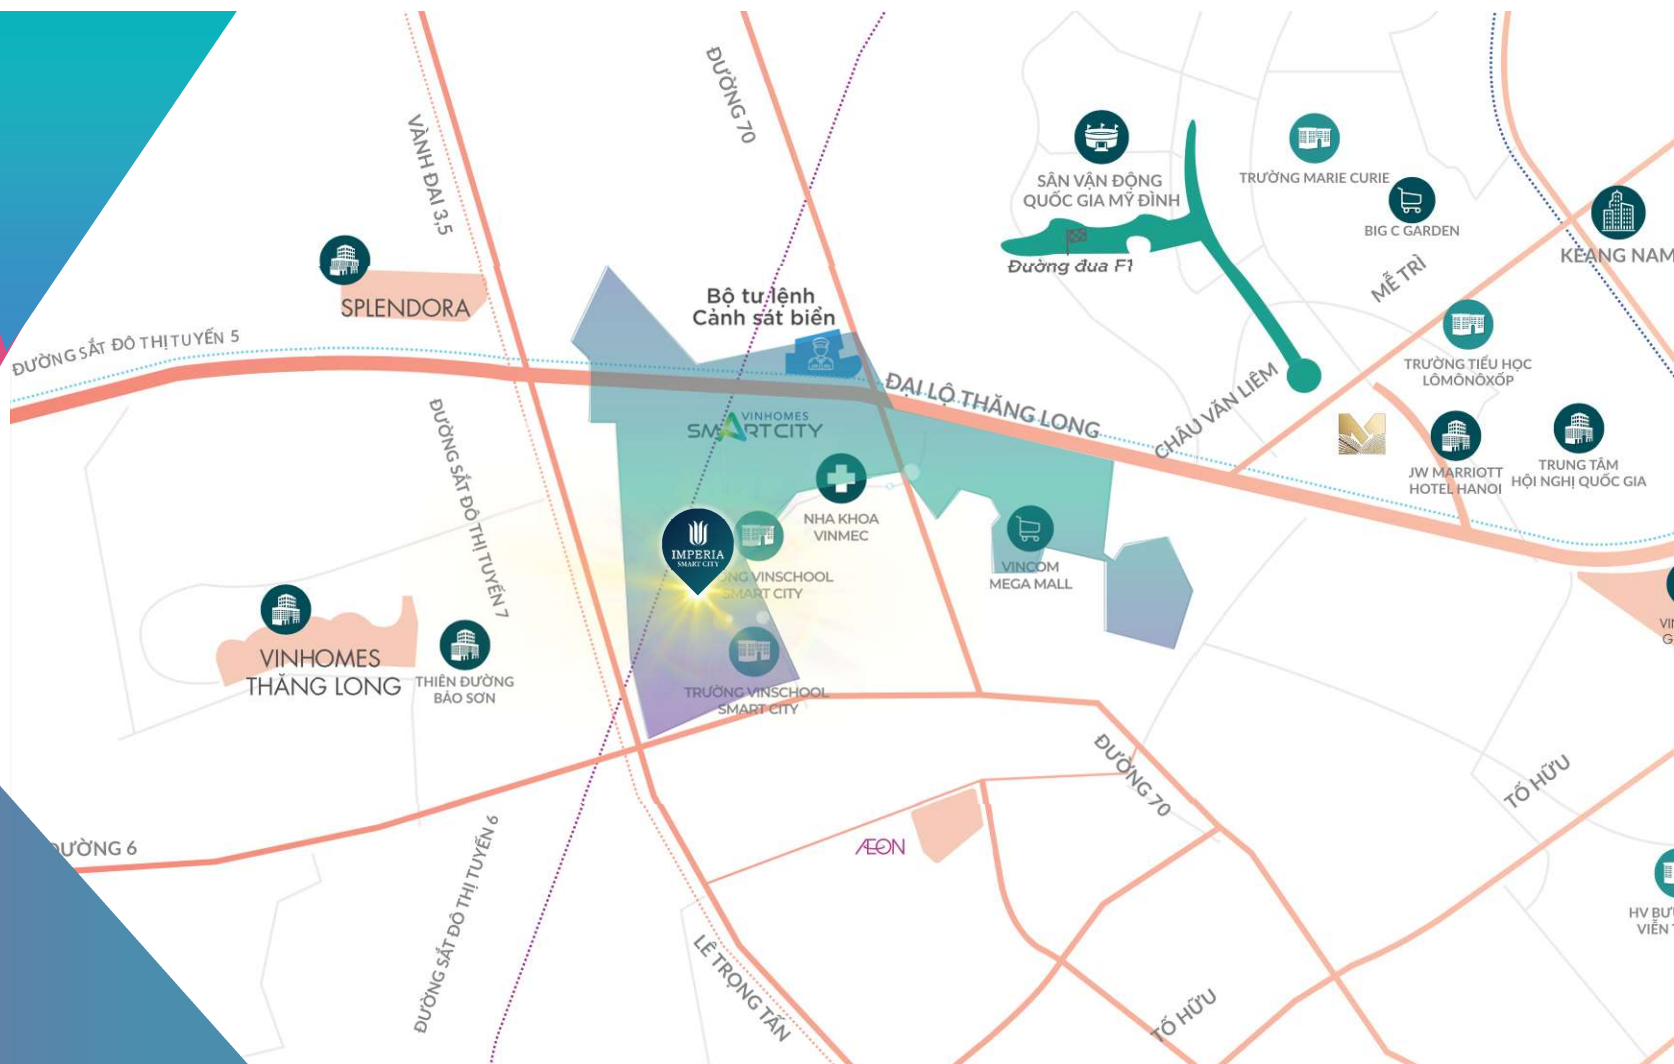 ĐƯỜNG 70
VÀNH ĐAI 3,5
SÂN VẬN ĐỘNG
QUỐC GIA MỸ ĐÌNH
TRƯỜNG MARIE CURIE
BIG C GARDEN
KEANG NAM
Đường đua F1
MỄ TRÌ
SPLENDORA
Bộ tư lệnh
Cảnh sát biển
ĐƯỜNG SẮT ĐÔ THỊ TUYẾN 5
TRƯỜNG TIỂU HỌC
LÔMÔNÔXỐP
ĐẠI LỘ THĂNG LONG
CHÂU VĂN LIÊM
VINHOMES
SMARTCITY
ĐƯỜNG SẮT ĐÔ THỊ TUYẾN 7
JW MARRIOTT
HOTEL HANOI
TRUNG TÂM
HỘI NGHỊ QUỐC GIA
NHA KHOA
VINMEC
IMPERIA
SMART CITY
VINSCHOOL
SMART CITY
VINCOM
MEGA MALL
VINHOMES
THĂNG LONG
THIÊN ĐƯỜNG
BẢO SƠN
TRƯỜNG VINSCHOOL
SMART CITY
ĐƯỜNG 70
TỐ HỮU
ĐƯỜNG 6
ÆON
ĐƯỜNG SẮT ĐÔ THỊ TUYẾN 6
HV
VIỄN
LÊ TRỌNG TẤN
TỐ HỮU